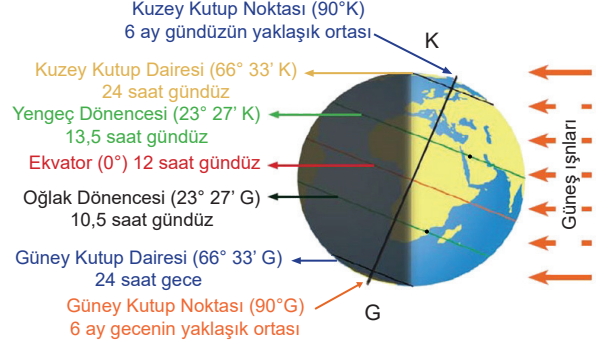 Kuzey Kutup Noktası (90°K)
6 ay gündüzün yaklaşık ortası
K
Kuzey Kutup Dairesi (66° 33’ K)
24 saat gündüz
Yengeç Dönencesi (23° 27’ K)
13,5 saat gündüz
Ekvator (0°) 12 saat gündüz
Oğlak Dönencesi (23° 27’ G)
10,5 saat gündüz
Güney Kutup Dairesi (66° 33’ G)
24 saat gece
Güney Kutup Noktası (90°G)
6 ay gecenin yaklaşık ortası
G
Güneş ışınları